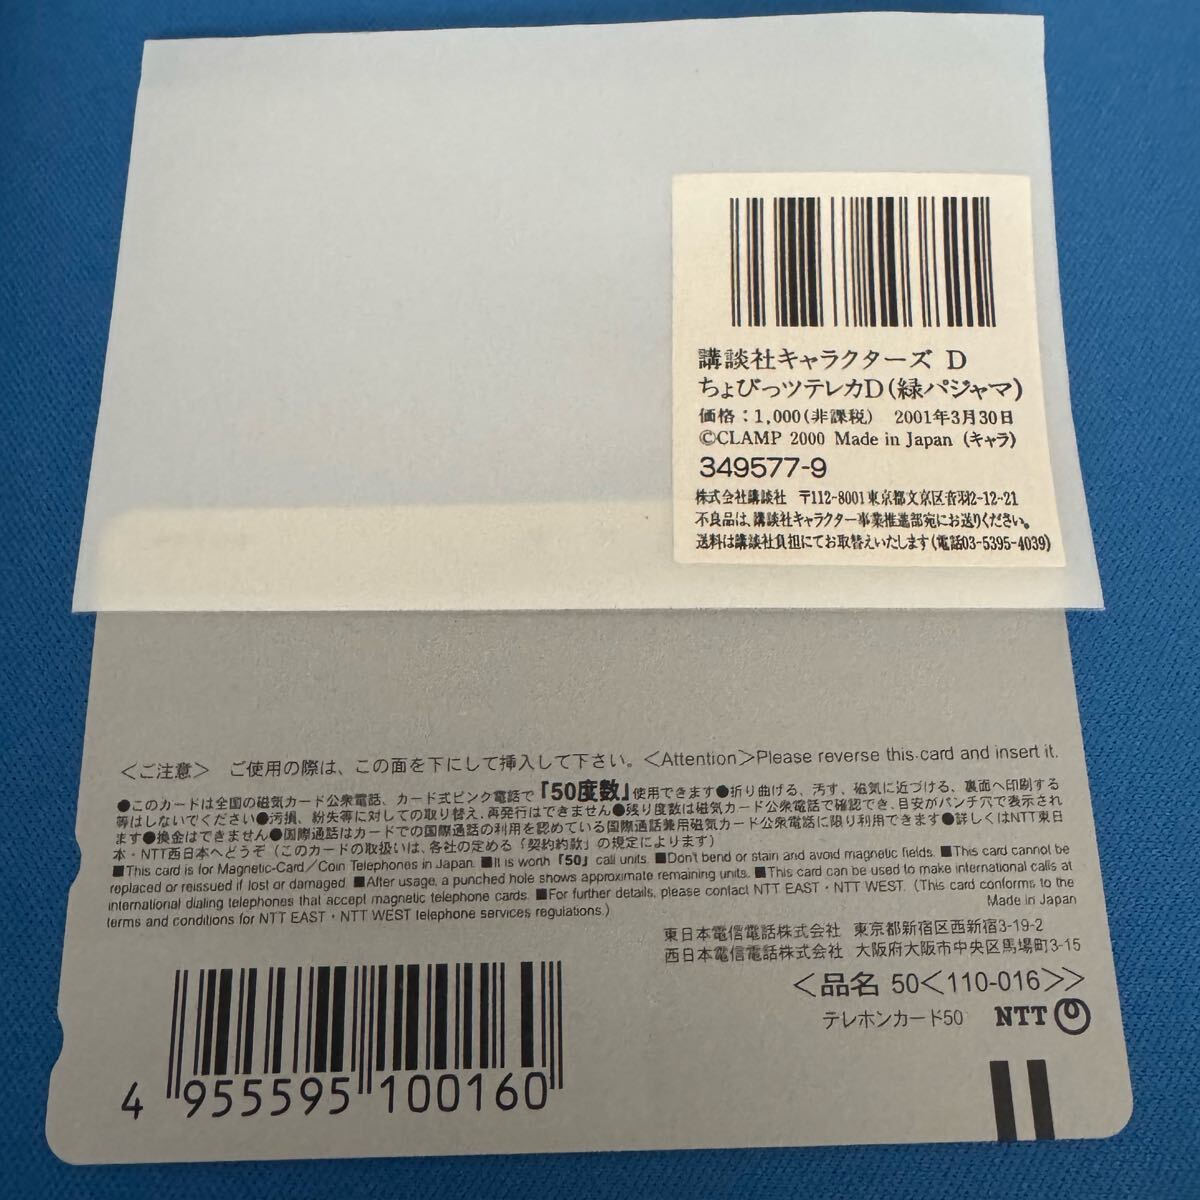 講談社キャラクターズ D
ちょびっツテレカD(緑パジャマ)
価格：1,000(非課税)　2001年3月30日
©CLAMP 2000 Made in Japan (キャラ)
349577-9
株式会社講談社　〒112-8001東京都文京区音羽2-12-21
不良品は、講談社キャラクター事業推進部宛にお送りください。
送料は講談社負担にてお取替えいたします(電話03-5395-4039)
＜ご注意＞　ご使用の際は、この面を下にして挿入して下さい。＜Attention＞Please reverse this card and insert it.
●このカードは全国の磁気カード公衆電話、カード式ピンク電話で「50度数」使用できます●折り曲げる、汚す、磁気に近づける、裏面へ印刷する
等はしないでください●汚損、紛失等に対しての取り替え、再発行はできません●残り度数は磁気カード公衆電話で確認でき、目安がパンチ穴で表示され
ます●換金はできません●国際通話はカードでの国際通話の利用を認めている国際通話兼用磁気カード公衆電話に限り利用できます●詳しくはNTT東日
本・NTT西日本へどうぞ（このカードの取扱いは、各社の定める「契約約款」の規定によります）
■This card is for Magnetic-Card／Coin Telephones in Japan. ■It is worth「50」call units. ■Don't bend or stain and avoid magnetic fields. ■This card cannot be
replaced or reissued if lost or damaged. ■After usage, a punched hole shows approximate remaining units. ■This card can be used to make international calls at
international dialing telephones that accept magnetic telephone cards. ■For further details, please contact NTT EAST・NTT WEST. (This card conforms to the
terms and conditions for NTT EAST・NTT WEST telephone services regulations.)
Made in Japan
東日本電信電話株式会社　東京都新宿区西新宿3-19-2
西日本電信電話株式会社　大阪府大阪市中央区馬場町3-15
＜品名 50＜110-016＞＞
テレホンカード50　NTT
4 955595 100160